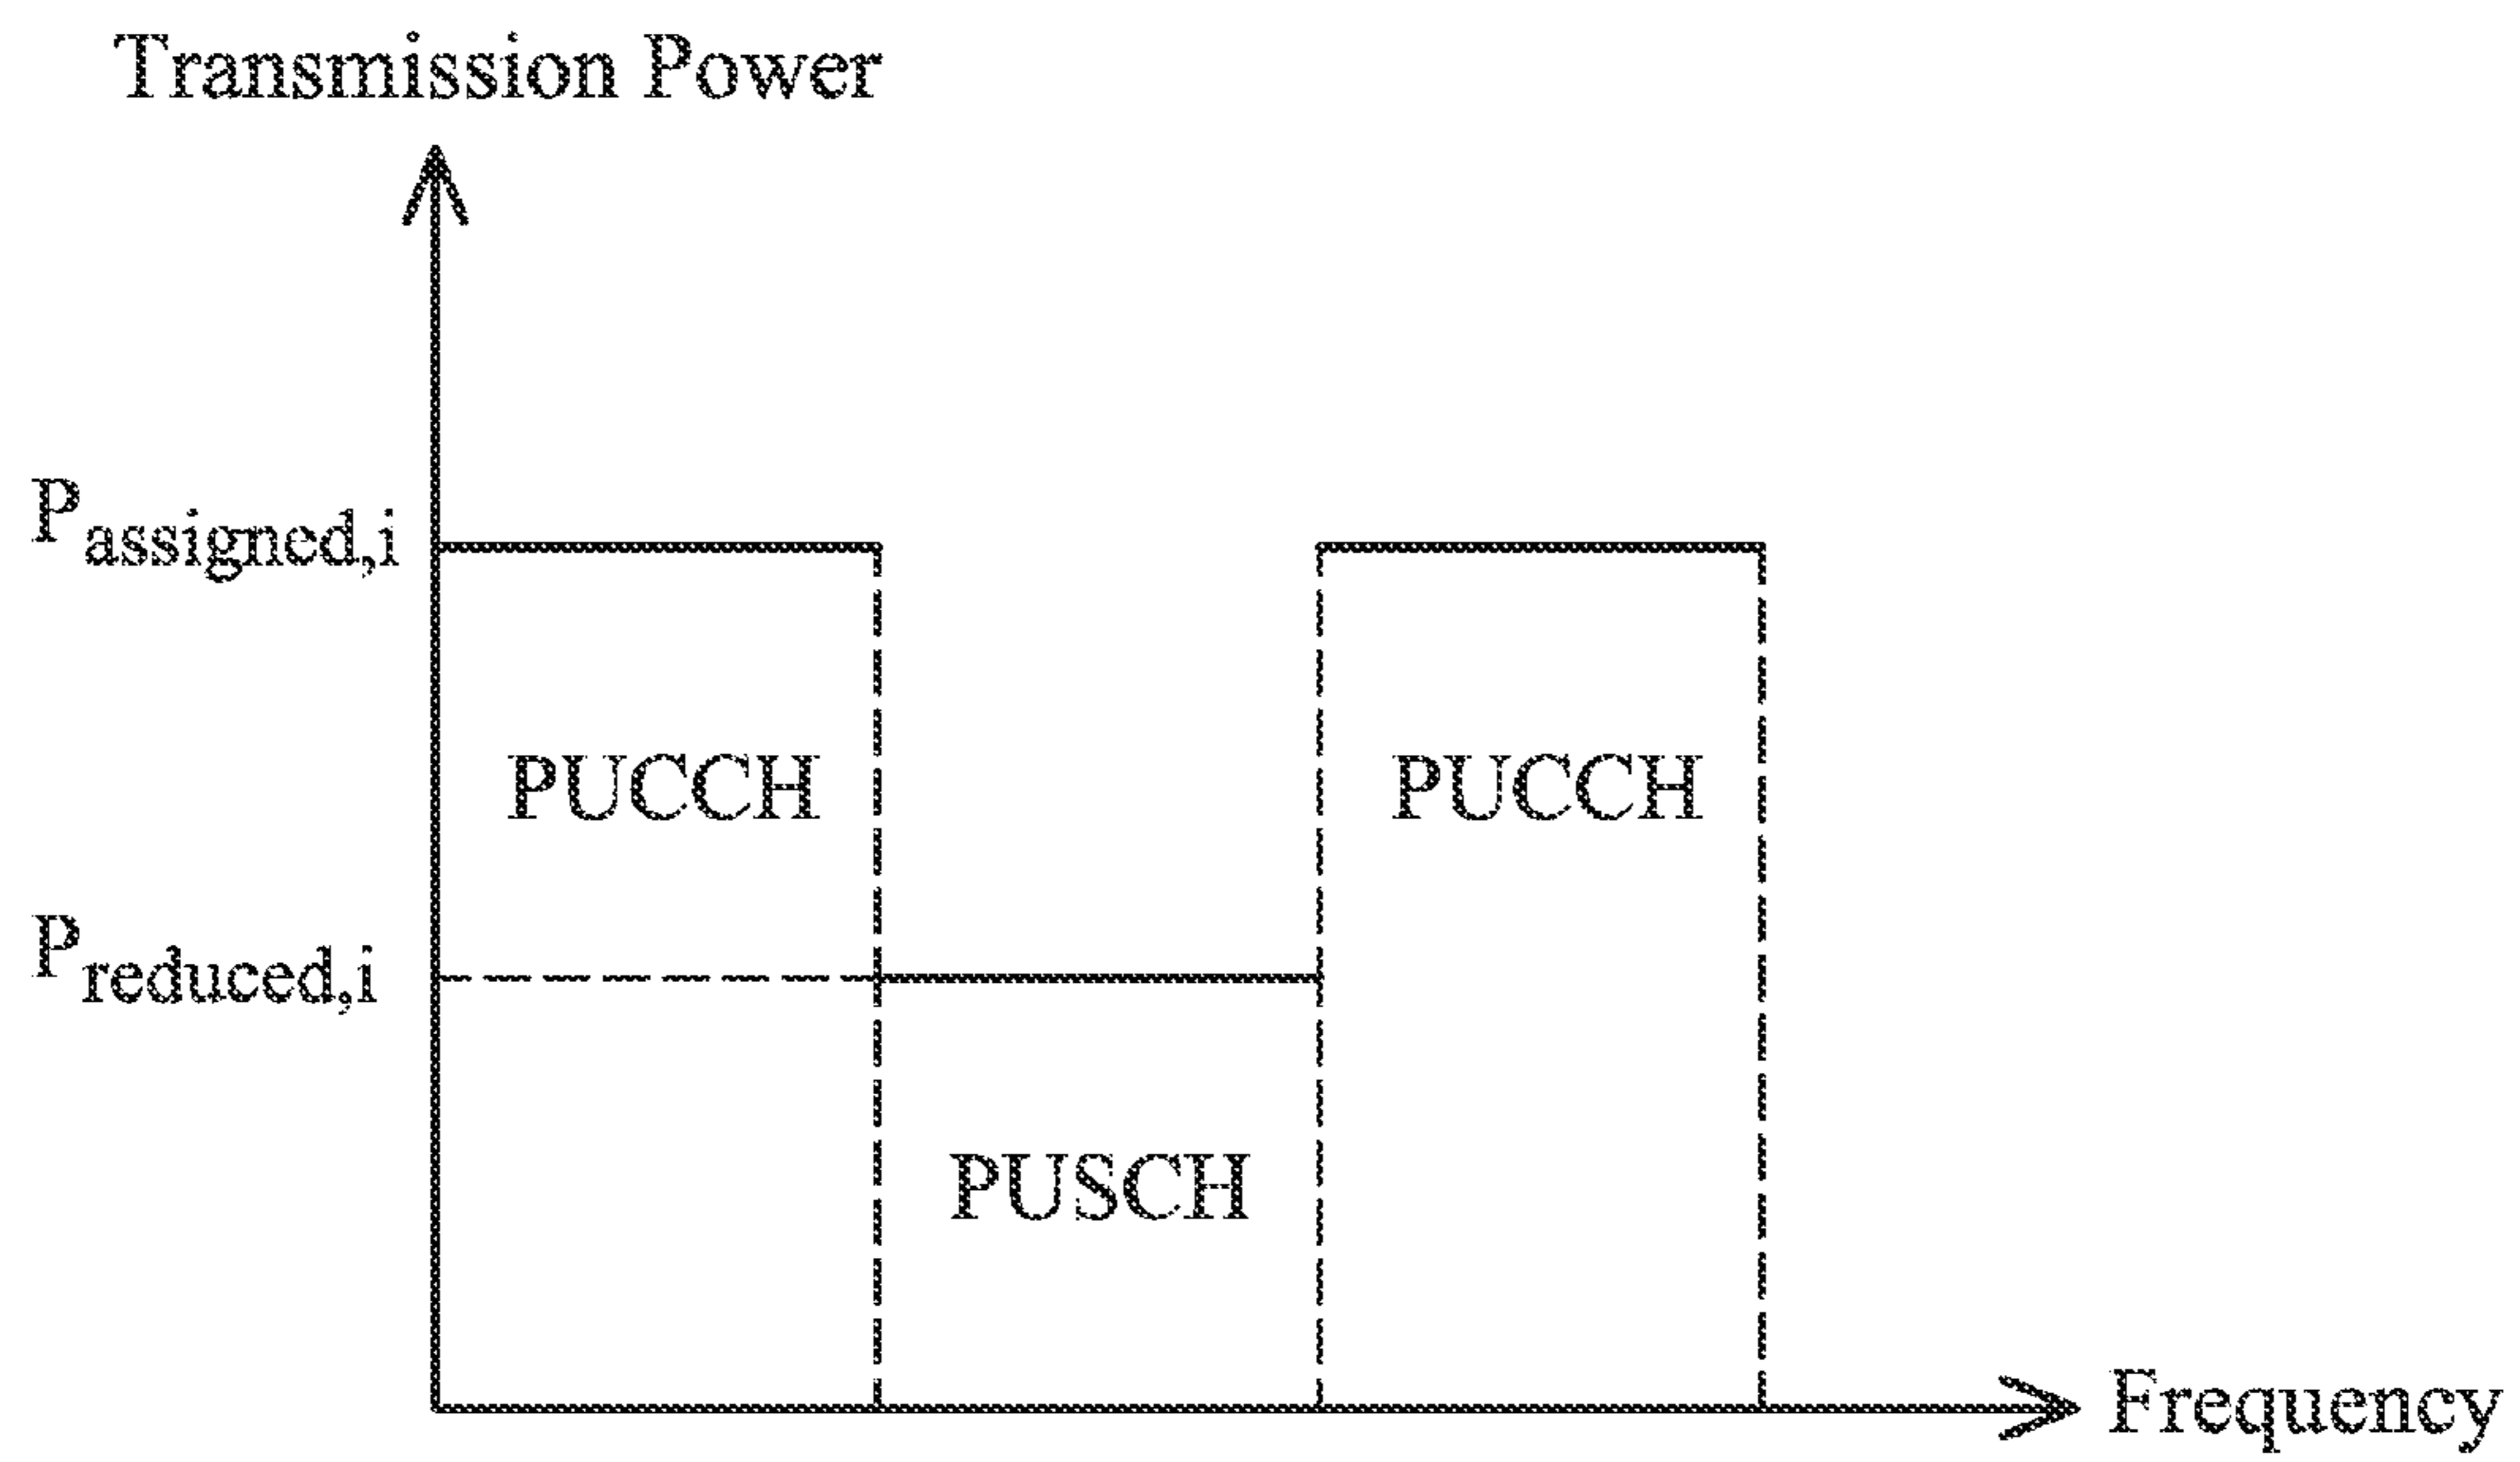 Transmission Power
Passigned,i
PUCCH PUCCH
Preduced,i
PUSCH
Frequency